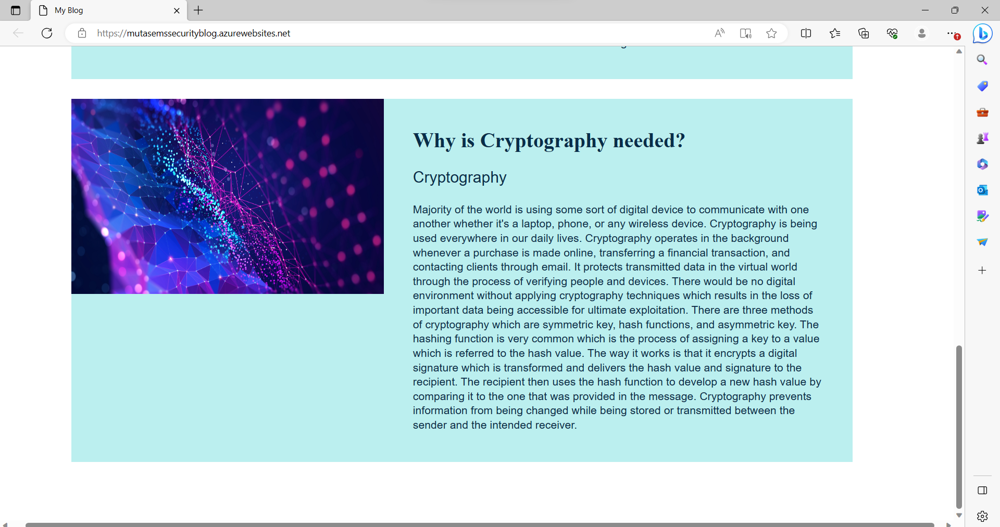 My Blog
https://mutasemssecurityblog.azurewebsites.net
Why is Cryptography needed?
Cryptography
Majority of the world is using some sort of digital device to communicate with one
another whether it's a laptop, phone, or any wireless device. Cryptography is being
used everywhere in our daily lives. Cryptography operates in the background
whenever a purchase is made online, transferring a financial transaction, and
contacting clients through email. It protects transmitted data in the virtual world
through the process of verifying people and devices. There would be no digital
environment without applying cryptography techniques which results in the loss of
important data being accessible for ultimate exploitation. There are three methods
of cryptography which are symmetric key, hash functions, and asymmetric key. The
hashing function is very common which is the process of assigning a key to a value
which is referred to the hash value. The way it works is that it encrypts a digital
signature which is transformed and delivers the hash value and signature to the
recipient. The recipient then uses the hash function to develop a new hash value by
comparing it to the one that was provided in the message. Cryptography prevents
information from being changed while being stored or transmitted between the
sender and the intended receiver.